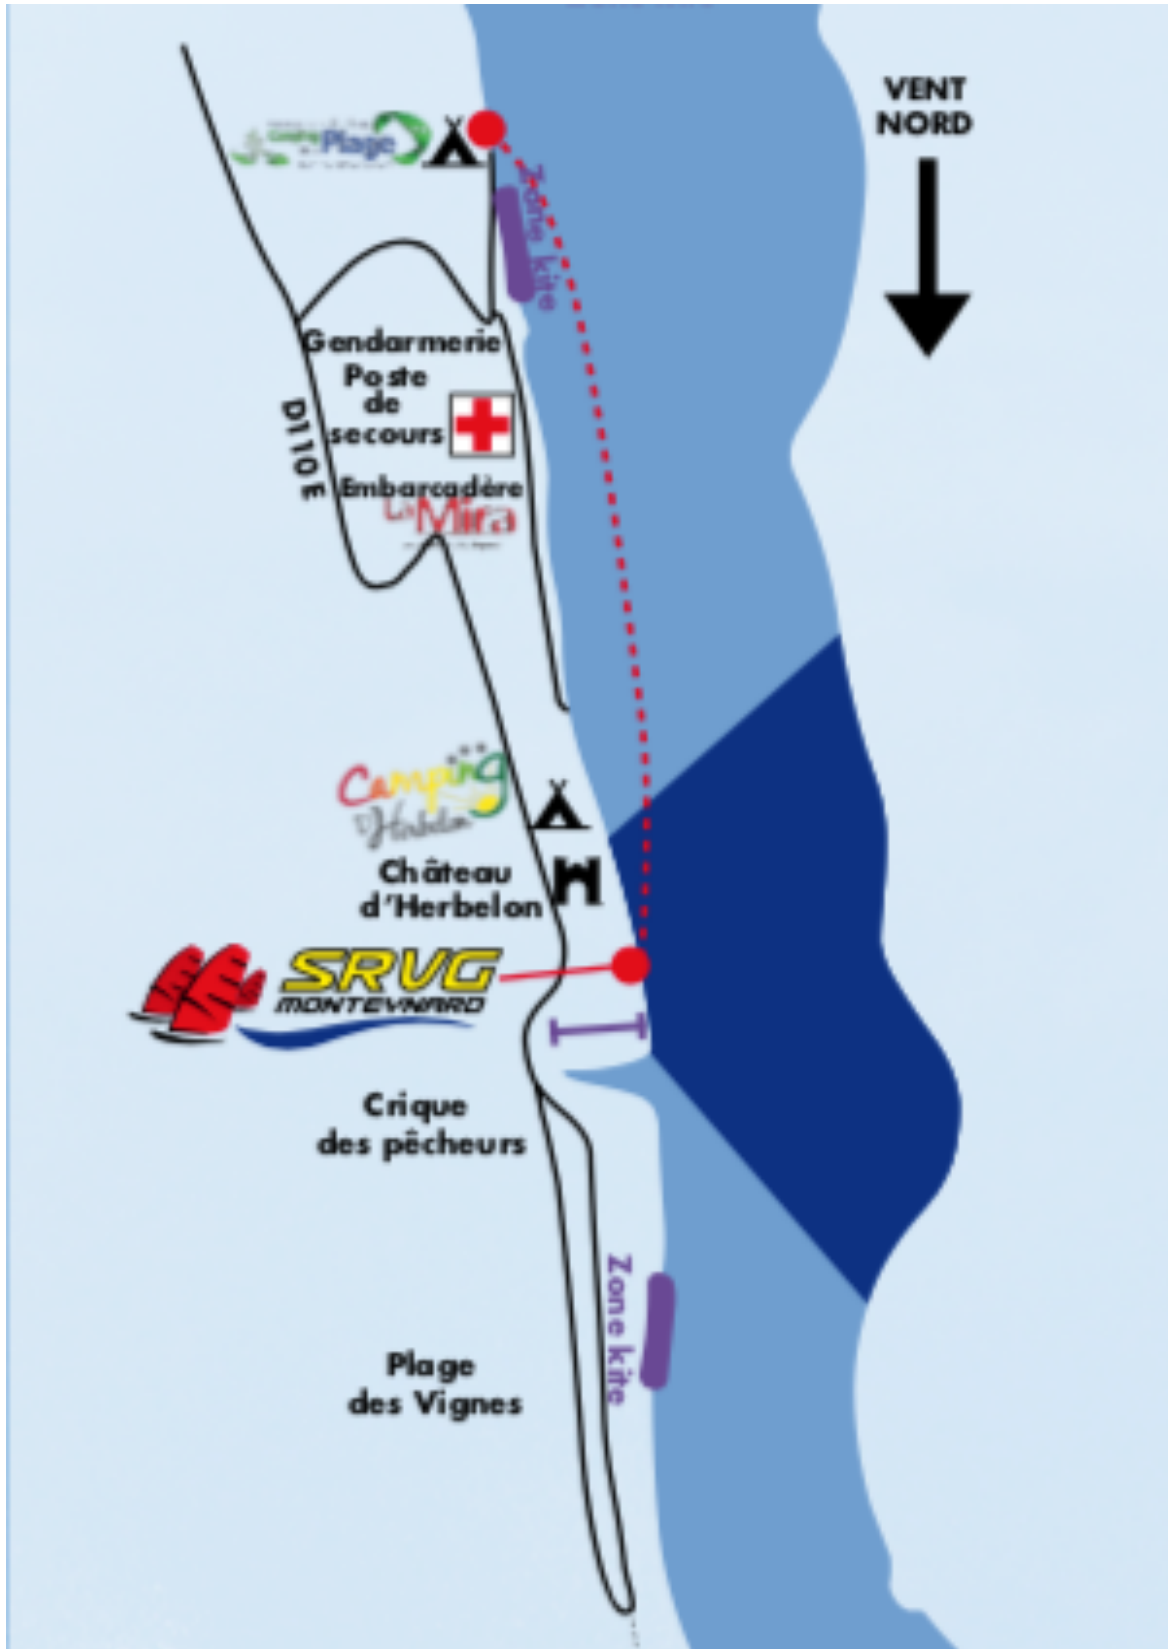 VENT
NORD
Plage
Zone kite
Gendarmerie
Poste
de
secours
D110E
Embarcadère
La Mira
Camping
d'Herbelon
Château
d'Herbelon
SRVG
MONTEYNARD
Crique
des pêcheurs
Zone kite
Plage
des Vignes